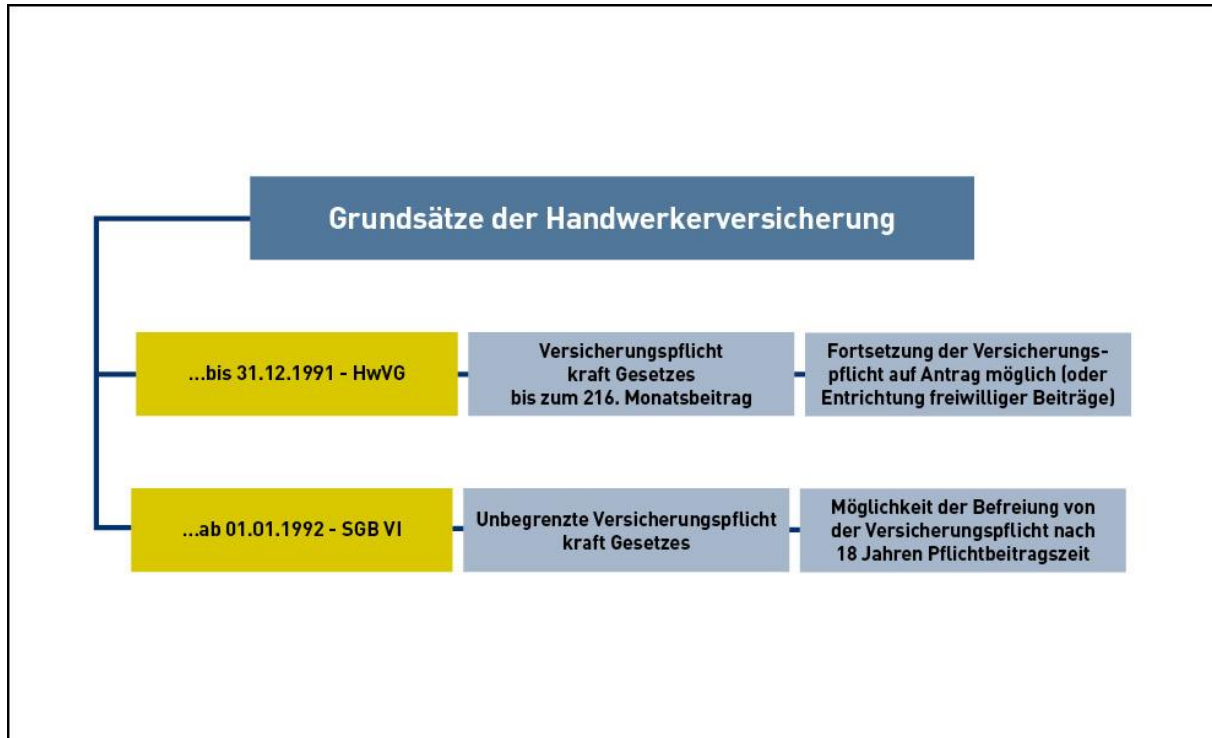 Grundsätze der Handwerkerversicherung
...bis 31.12.1991 - HwVG
Versicherungspflicht
kraft Gesetzes
bis zum 216. Monatsbeitrag
Fortsetzung der Versicherungs-
pflicht auf Antrag möglich (oder
Entrichtung freiwilliger Beiträge)
...ab 01.01.1992 - SGB VI
Unbegrenzte Versicherungspflicht
kraft Gesetzes
Möglichkeit der Befreiung von
der Versicherungspflicht nach
18 Jahren Pflichtbeitragszeit